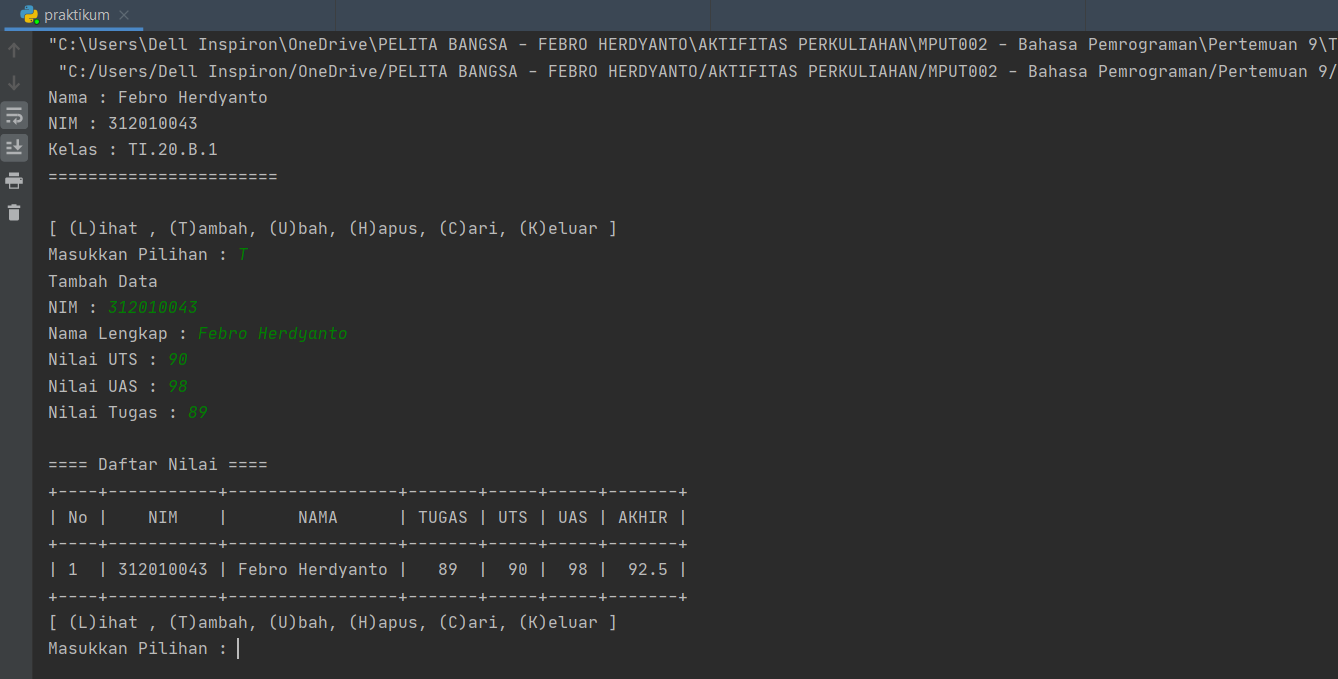 praktikum
"C:\Users\Dell Inspiron\OneDrive\PELITA BANGSA - FEBRO HERDYANTO\AKTIFITAS PERKULIAHAN\MPUT002 - Bahasa Pemrograman\Pertemuan 9\T
"C:/Users/Dell Inspiron/OneDrive/PELITA BANGSA - FEBRO HERDYANTO/AKTIFITAS PERKULIAHAN/MPUT002 - Bahasa Pemrograman/Pertemuan 9/
Nama : Febro Herdyanto
NIM : 312010043
Kelas : TI.20.B.1
=======================
[ (L)ihat , (T)ambah, (U)bah, (H)apus, (C)ari, (K)eluar ]
Masukkan Pilihan : T
Tambah Data
NIM : 312010043
Nama Lengkap : Febro Herdyanto
Nilai UTS : 90
Nilai UAS : 98
Nilai Tugas : 89
==== Daftar Nilai ====
+----+-----------+-----------------+-------+-----+-----+-------+
| No |    NIM    |       NAMA      | TUGAS | UTS | UAS | AKHIR |
+----+-----------+-----------------+-------+-----+-----+-------+
| 1  | 312010043 | Febro Herdyanto |   89  |  90 |  98 |  92.5 |
+----+-----------+-----------------+-------+-----+-----+-------+
[ (L)ihat , (T)ambah, (U)bah, (H)apus, (C)ari, (K)eluar ]
Masukkan Pilihan :